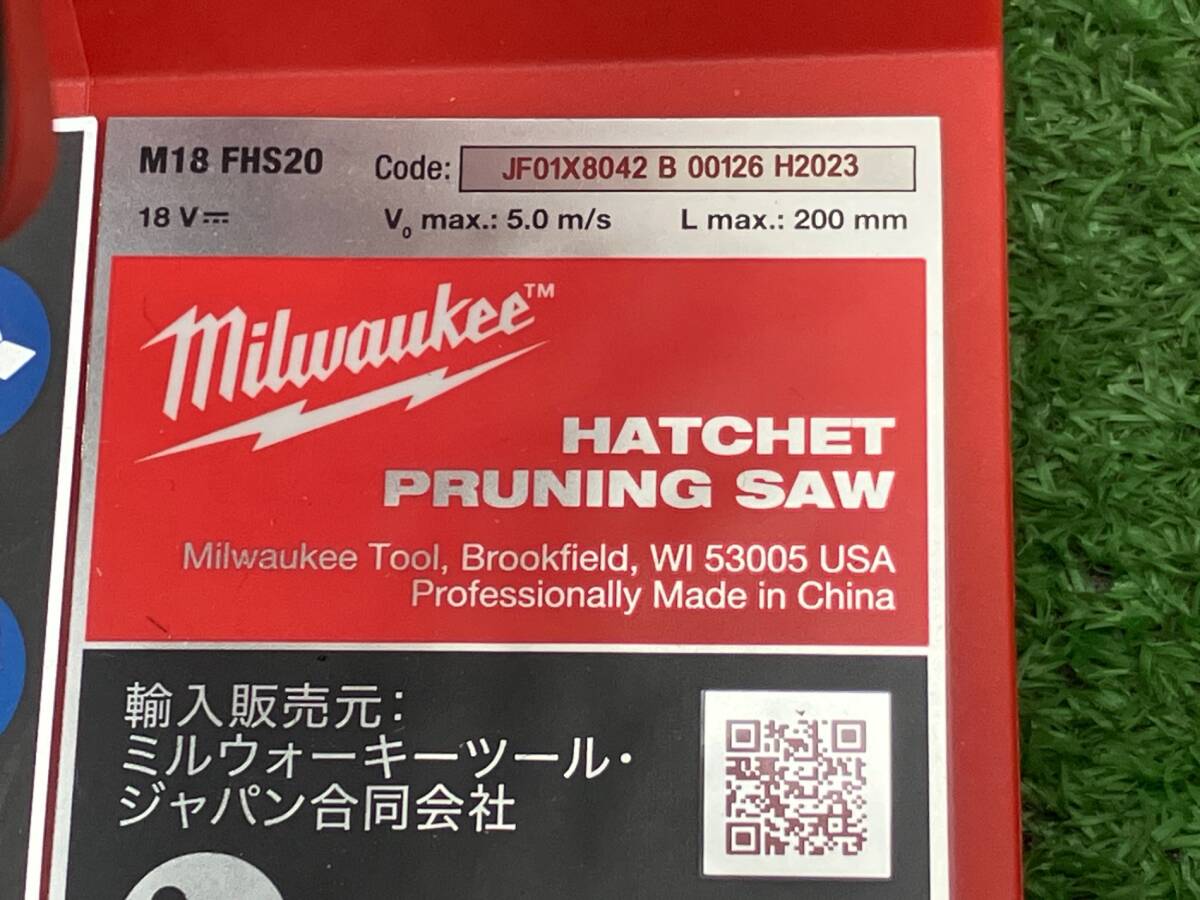 M18 FHS20 Code: JF01X8042 B 00126 H2023
18 V⎓ V₀ max.: 5.0 m/s L max.: 200 mm
Milwaukee™
HATCHET
PRUNING SAW
Milwaukee Tool, Brookfield, WI 53005 USA
Professionally Made in China
輸入販売元:
ミルウォーキーツール・
ジャパン合同会社